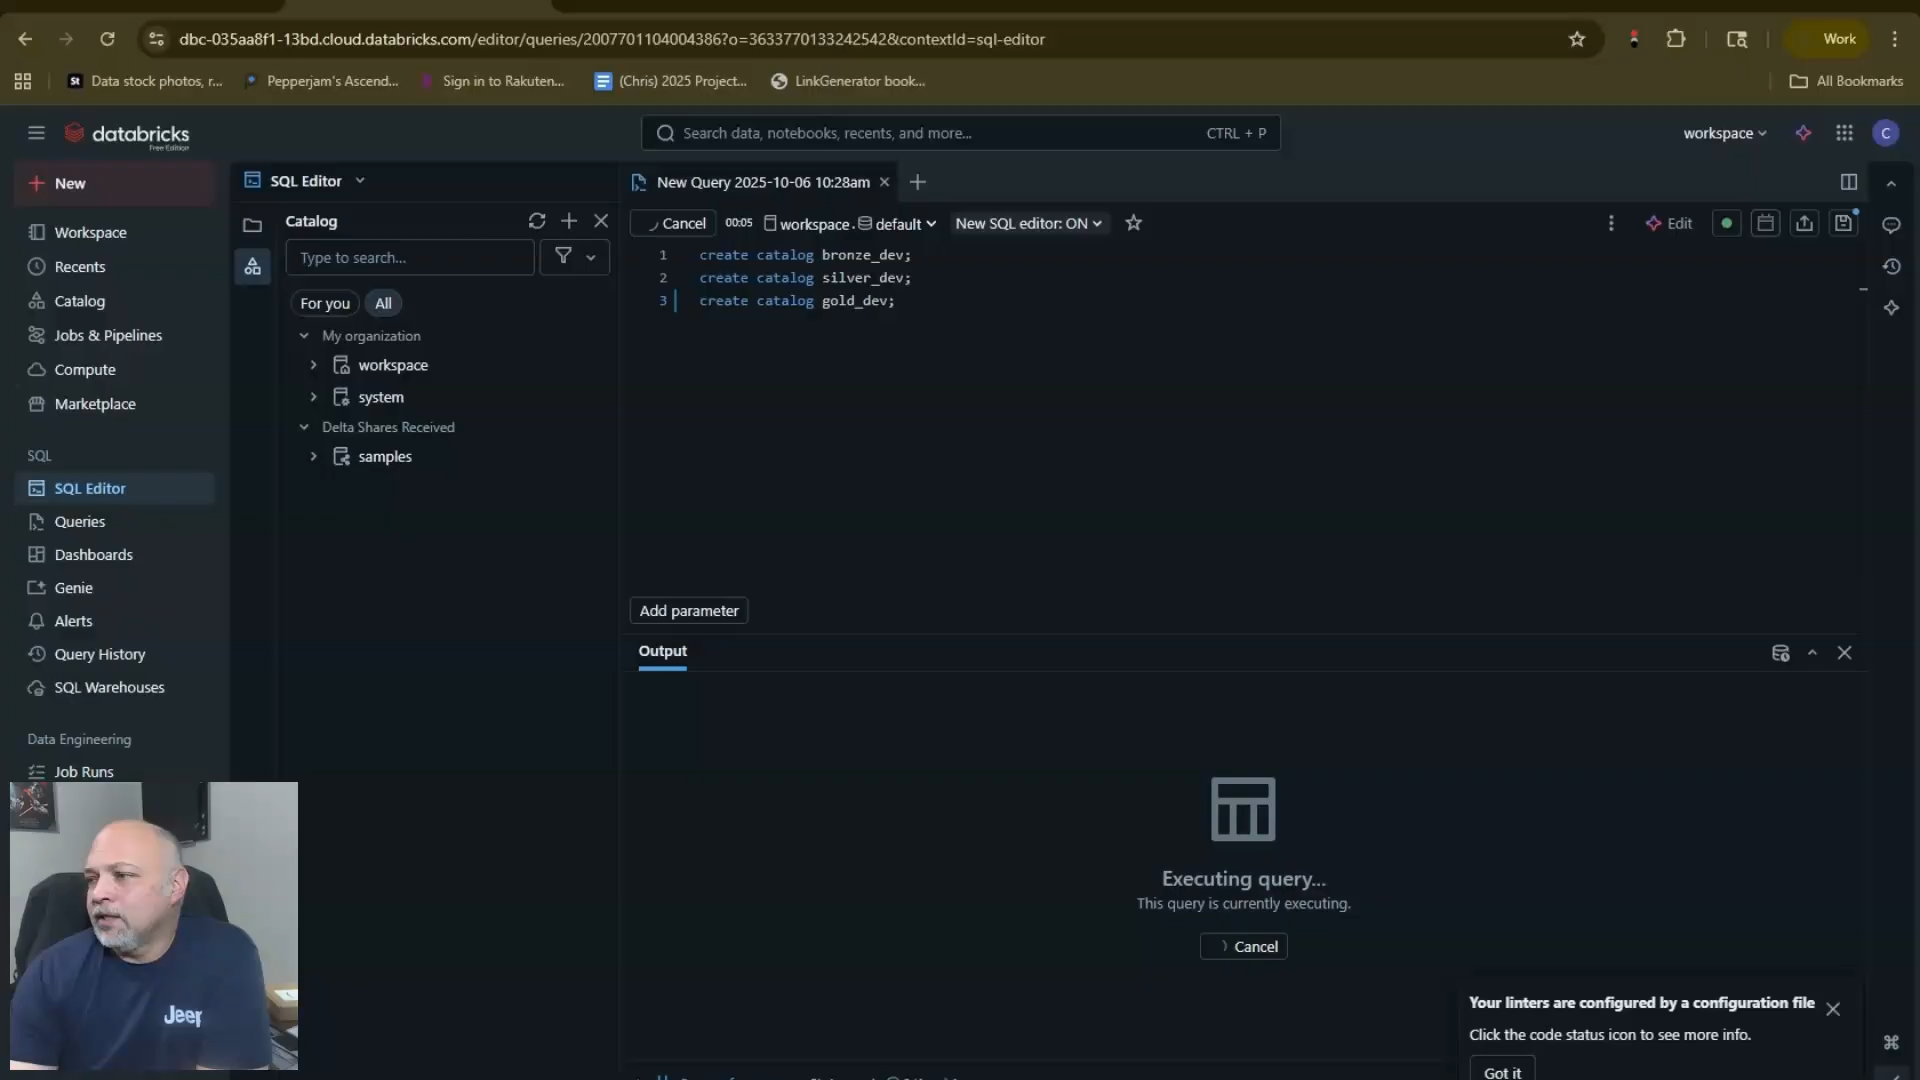 dbc-035aa8f1-13bd.cloud.databricks.com/editor/queries/2007701104004386?o=3633770133242542&contextId=sql-editor
Work
St Data stock photos, r...
Pepperjam's Ascend...
Sign in to Rakuten...
(Chris) 2025 Project...
LinkGenerator book...
All Bookmarks
databricks
Free Edition
Search data, notebooks, recents, and more...
CTRL + P
workspace
C
New
Workspace
Recents
Catalog
Jobs & Pipelines
Compute
Marketplace
SQL
SQL Editor
Queries
Dashboards
Genie
Alerts
Query History
SQL Warehouses
Data Engineering
Job Runs
SQL Editor
Catalog
Type to search...
For you
All
My organization
workspace
system
Delta Shares Received
samples
New Query 2025-10-06 10:28am
Cancel 00:05 workspace. default New SQL editor: ON
Edit
1 create catalog bronze_dev;
2 create catalog silver_dev;
3 create catalog gold_dev;
Add parameter
Output
Executing query...
This query is currently executing.
Cancel
Your linters are configured by a configuration file
Click the code status icon to see more info.
Got it
Jeep